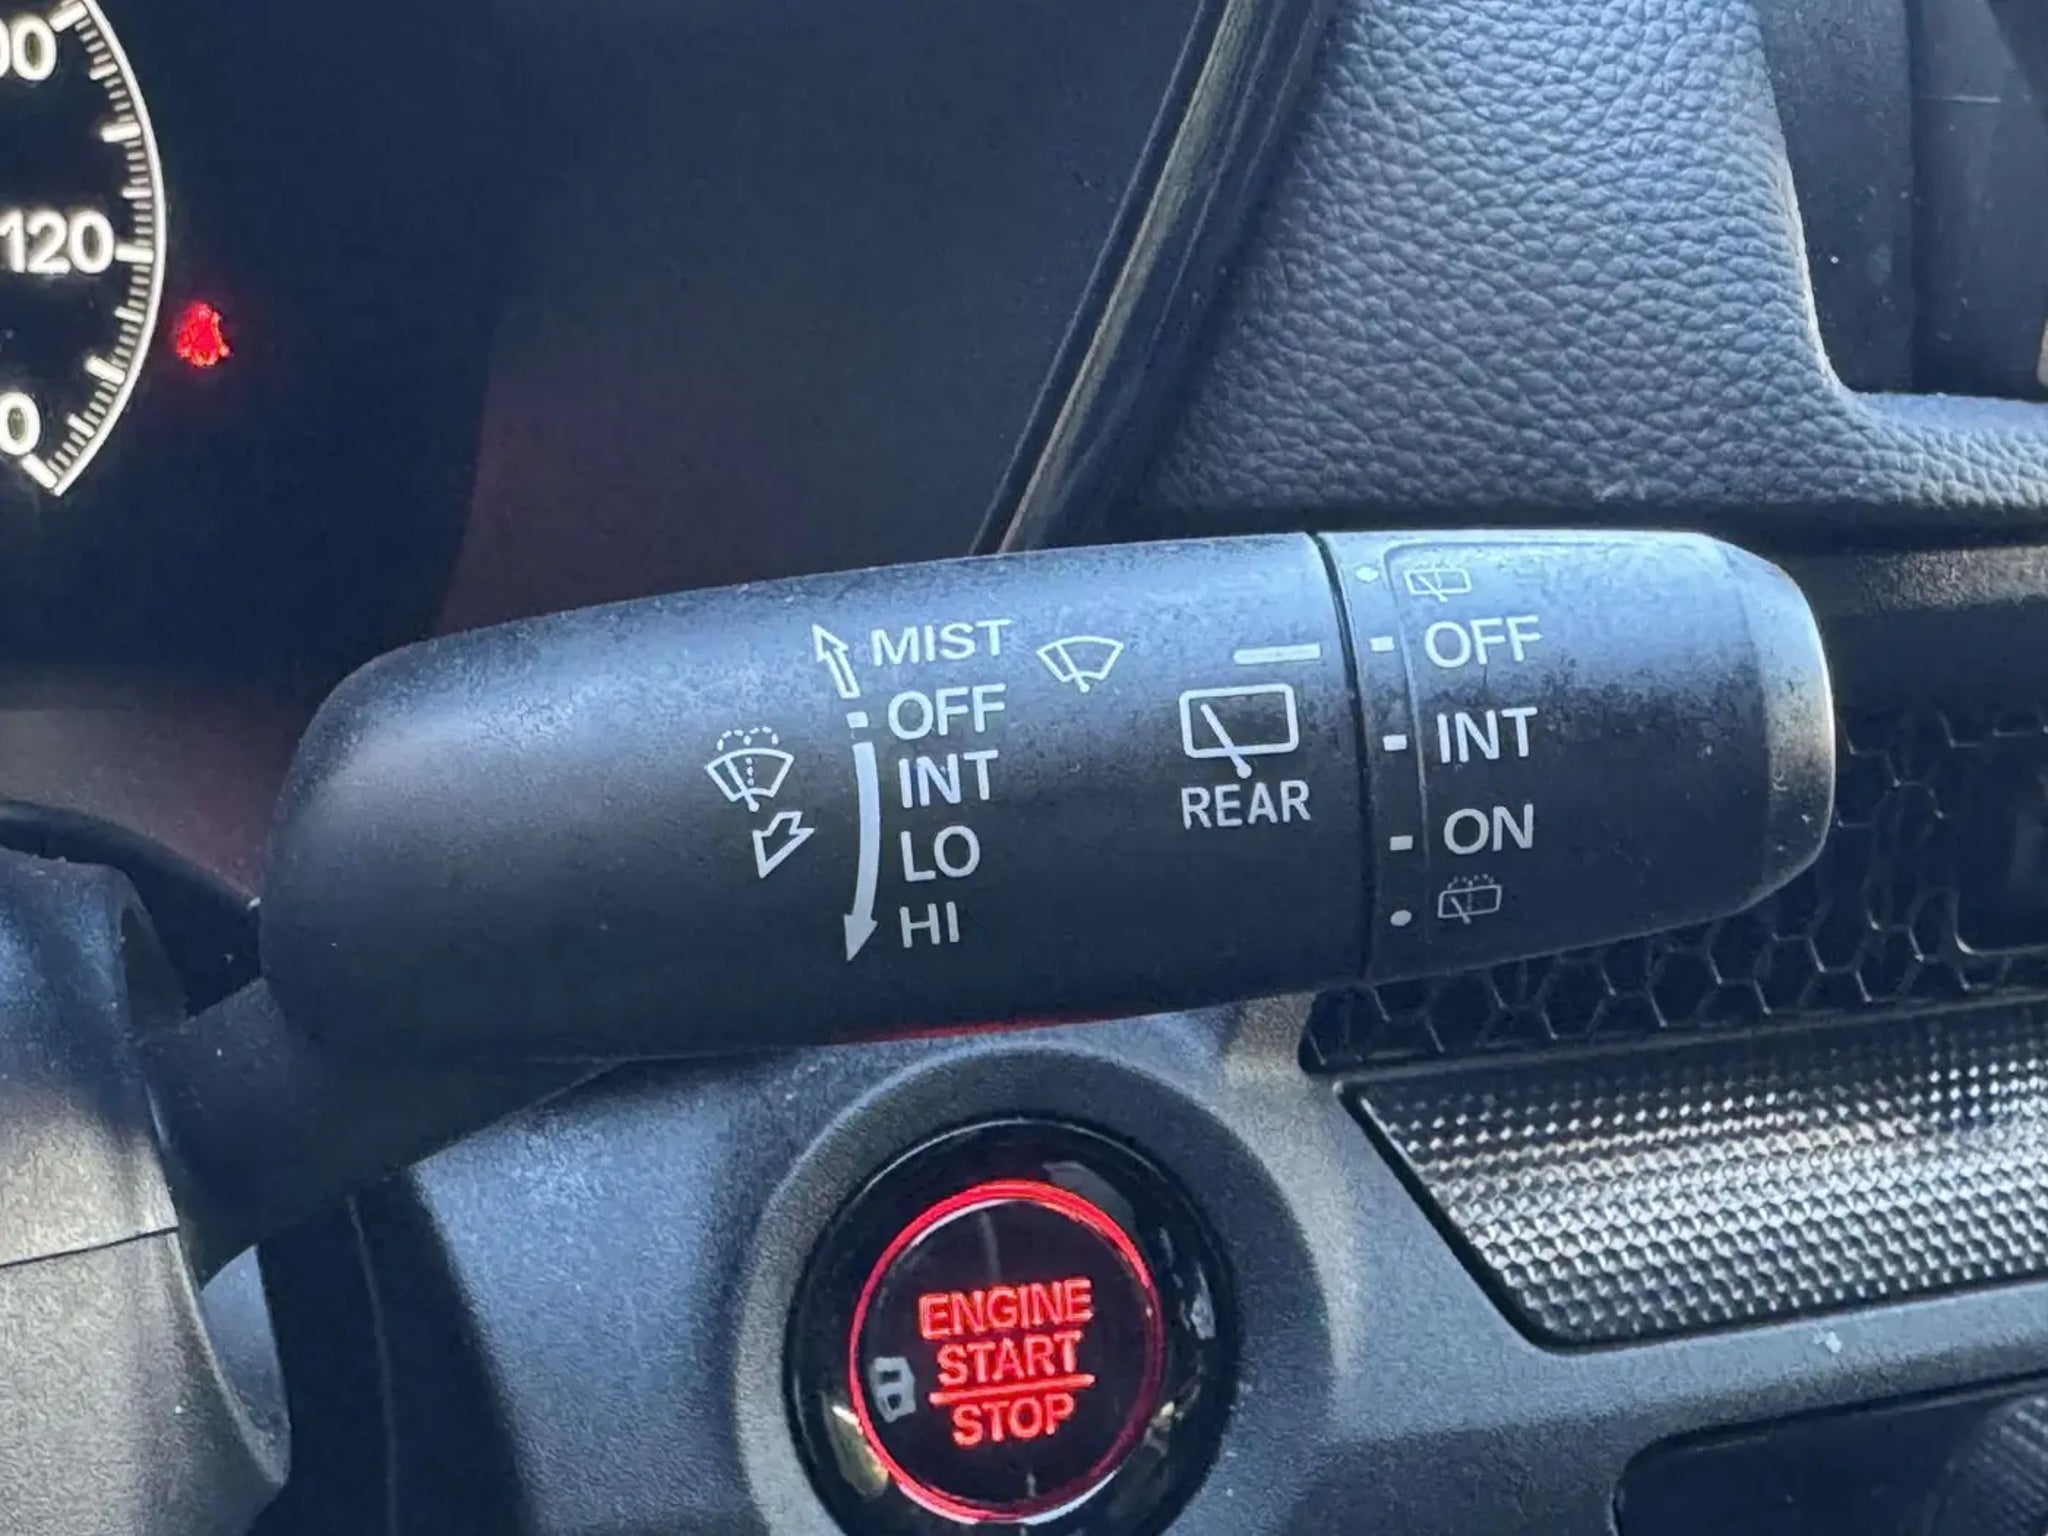 120
MIST
OFF
INT
LO
HI
REAR
OFF
INT
ON
ENGINE
START
STOP